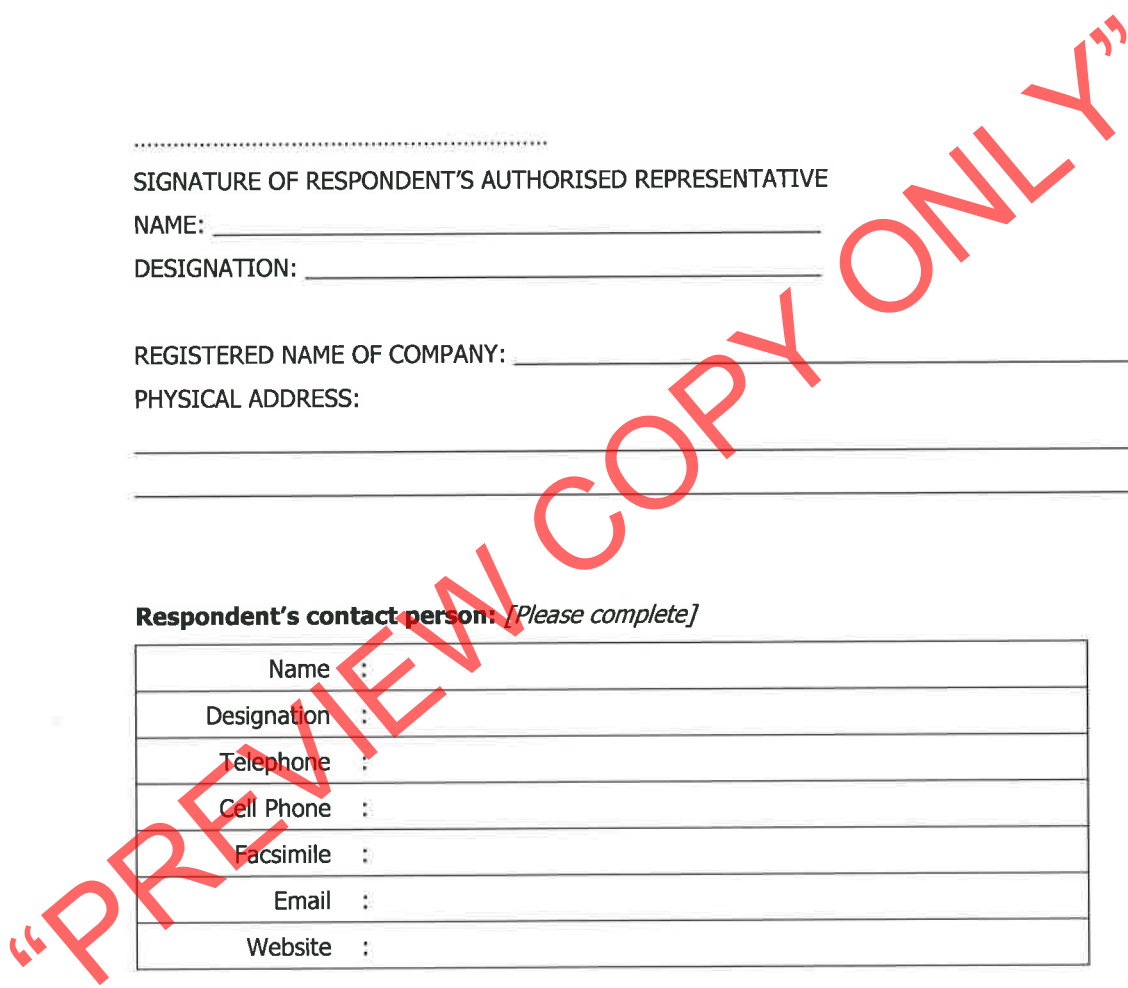 SIGNATURE OF RESPONDENT'S AUTHORISED REPRESENTATIVE
NAME:
DESIGNATION:
REGISTERED NAME OF COMPANY:
PHYSICAL ADDRESS:
Respondent's contact person: [Please complete]
Name :
Designation :
Telephone :
Cell Phone :
Facsimile :
Email :
Website :
“PREVIEW COPY ONLY”